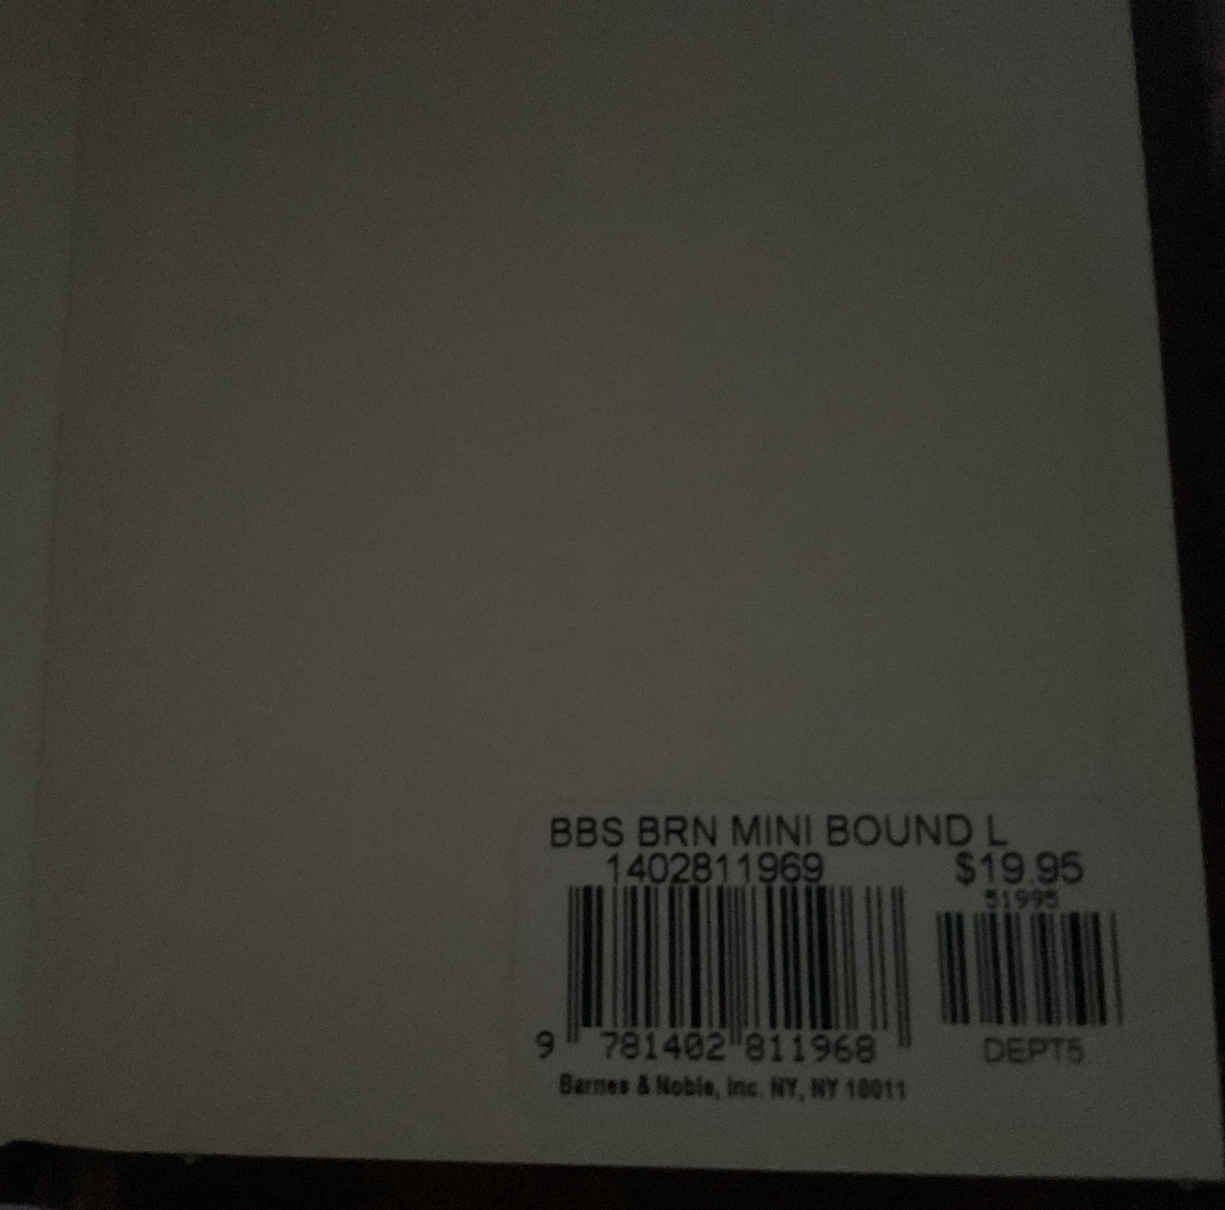 BBS BRN MINI BOUND L
1402811969 $19.95
51995
9 781402 811968
DEPT5
Barnes & Noble, Inc. NY, NY 10011